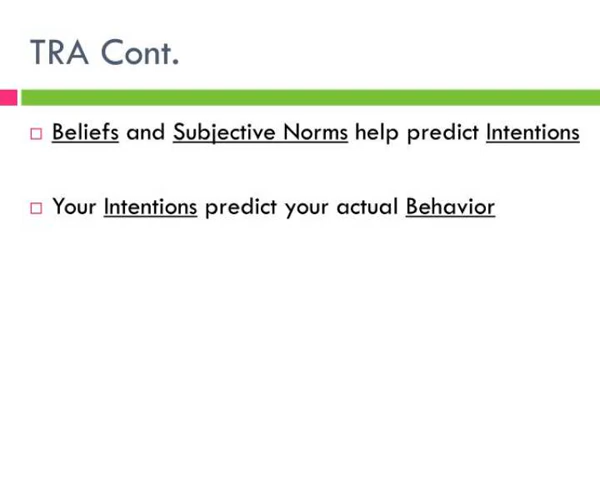 TRA Cont.
Beliefs and Subjective Norms help predict Intentions
Your Intentions predict your actual Behavior